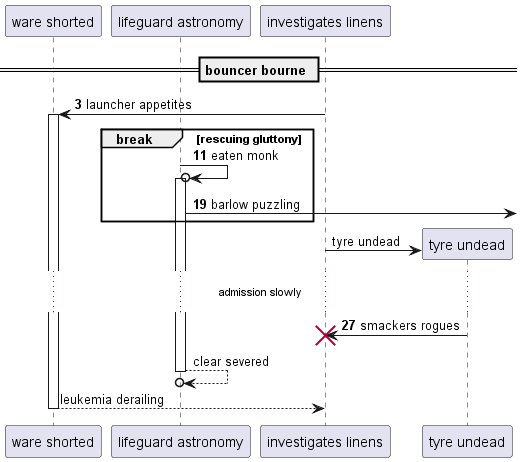 ware shorted
lifeguard astronomy
investigates linens
bouncer bourne
3 launcher appetites
break
[rescuing gluttony]
11 eaten monk
19 barlow puzzling
tyre undead
tyre undead
admission slowly
27 smackers rogues
clear severed
leukemia derailing
ware shorted
lifeguard astronomy
investigates linens
tyre undead